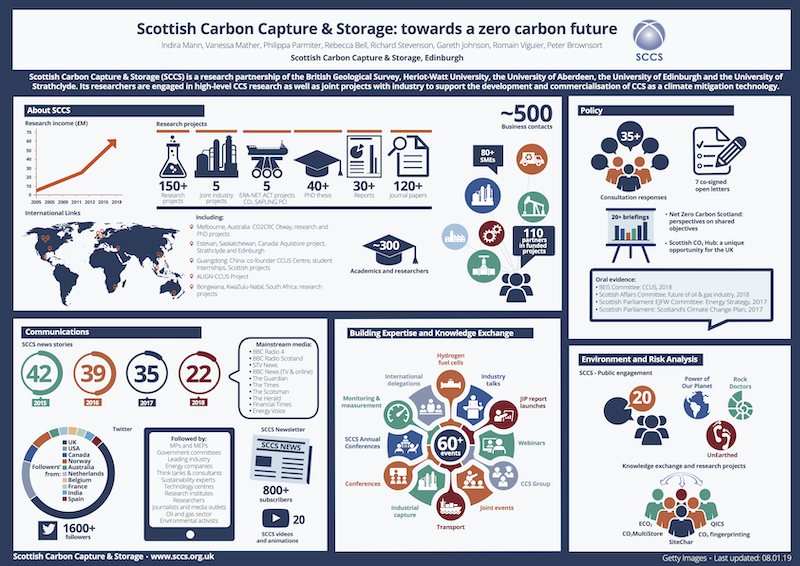 Scottish Carbon Capture & Storage: towards a zero carbon future
Indira Mann, Vanessa Mather, Philippa Parmiter, Rebecca Bell, Richard Stevenson, Gareth Johnson, Romain Viguier, Peter Brownsort
Scottish Carbon Capture & Storage, Edinburgh
SCCS
Scottish Carbon Capture & Storage (SCCS) is a research partnership of the British Geological Survey, Heriot-Watt University, the University of Aberdeen, the University of Edinburgh and the University of
Strathclyde. Its researchers are engaged in high-level CCS research as well as joint projects with industry to support the development and commercialisation of CCS as a climate mitigation technology.
About SCCS
Research income (£M)
70
60
50
40
30
20
10
0
2005 2005 2009 2011 2013 2015 2018
Research projects
150+
Research
projects
5
Joint industry
projects
5
ERA-NET ACT projects
CO₂ SAPLING PCI
40+
PhD thesis
30+
Reports
120+
Journal papers
International Links
Including:
Melbourne, Australia: CO2CRC Otway, research and
PhD projects
Estevan, Saskatchewan, Canada: Aquistore project,
Strathclyde and Edinburgh
Guangdong: China: co-founder CCUS Centre, student
internships, Scottish projects
ALIGN-CCUS Project
Bongwana, KwaZulu-Natal, South Africa: research
projects
~500
Business contacts
80+
SMEs
110
partners
in funded
projects
~300
Academics and researchers
Policy
35+
Consultation responses
7 co-signed
open letters
20+ briefings
• Net Zero Carbon Scotland:
perspectives on shared
objectives
• Scottish CO₂ Hub: a unique
opportunity for the UK
Oral evidence:
• BEIS Committee: CCUS, 2018
• Scottish Affairs Committee: future of oil & gas industry, 2018
• Scottish Parliament EJFW Committee: Energy Strategy, 2017
• Scottish Parliament: Scotland's Climate Change Plan, 2017
Communications
SCCS news stories
42
2015
39
2016
35
2017
22
2018
Mainstream media:
• BBC Radio 4
• BBC Radio Scotland
• STV News
• BBC News (TV & online)
• The Guardian
• The Times
• The Scotsman
• The Herald
• Financial Times
• Energy Voice
Twitter
Followers'
from:
UK
USA
Canada
Norway
Australia
Netherlands
Belgium
France
India
Spain
1600+
followers
Followed by:
MPs and MEPs
Government committees
Leading industry
Energy companies
Think tanks & consultants
Sustainability experts
Technology centres
Research institutes
Researchers
Journalists and media outlets
Oil and gas sector
Environmental activists
SCCS Newsletter
SCCS NEWS
800+
subscribers
20
SCCS videos
and animations
Building Expertise and Knowledge Exchange
Hydrogen
fuel cells
International
delegations
Industry
talks
Monitoring &
measurement
JIP report
launches
SCCS Annual
Conferences
60+
events
Webinars
Conferences
CCS Group
Industrial
capture
Joint events
Transport
Environment and Risk Analysis
SCCS - Public engagement
20
Power of
Our Planet
Rock
Doctors
UnEarthed
Knowledge exchange and research projects
ECO₂
QICS
CO₂MultiStore
CO₂ fingerprinting
SiteChar
Scottish Carbon Capture & Storage • www.sccs.org.uk
Getty Images • Last updated: 08.01.19